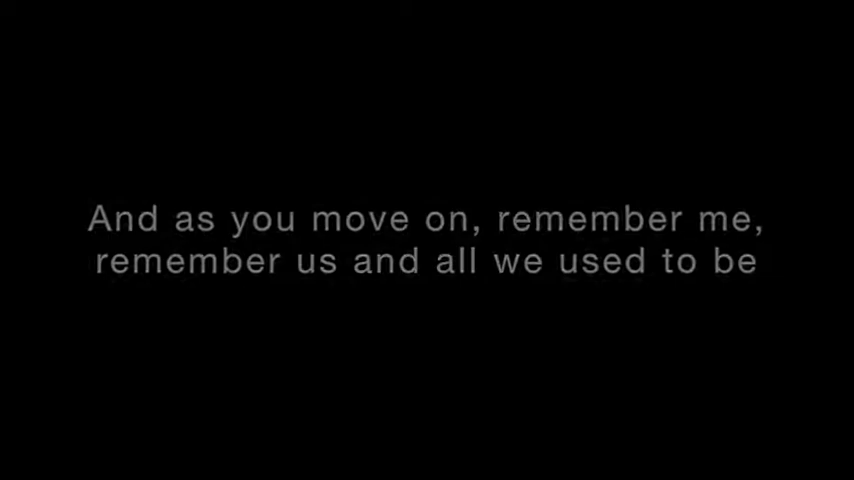 And as you move on, remember me,
remember us and all we used to be